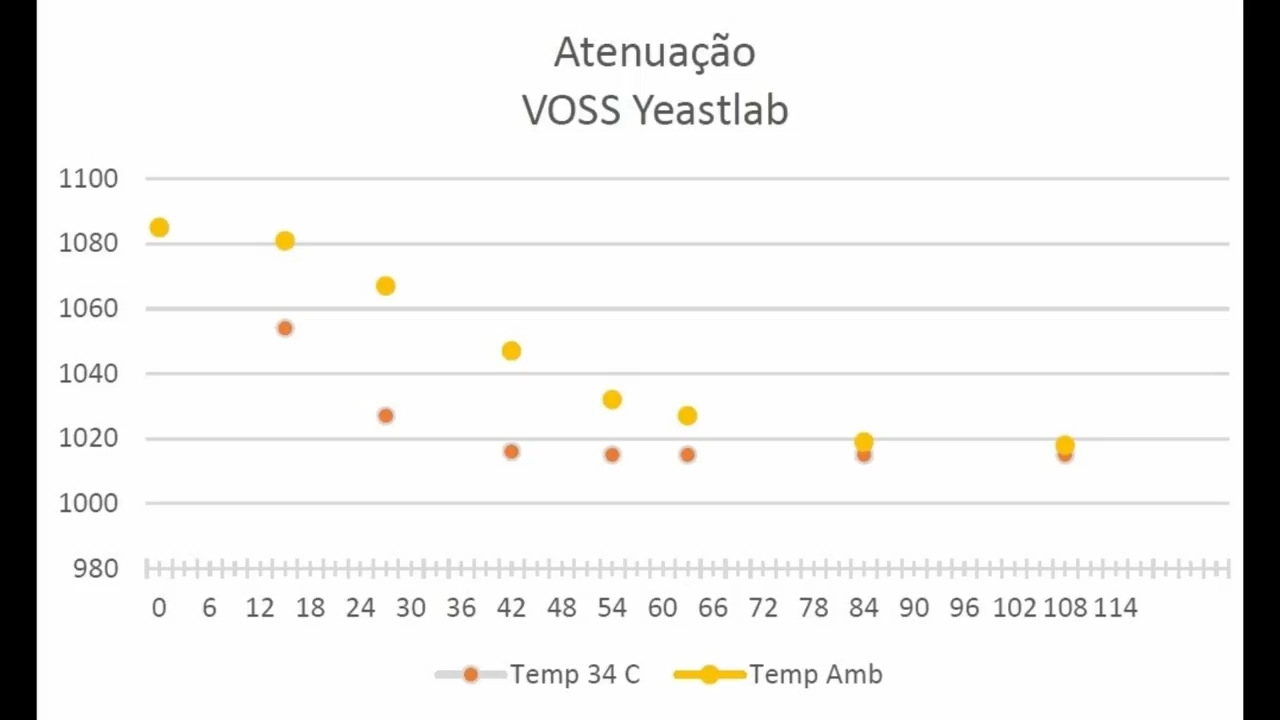 Atenuação
VOSS Yeastlab
1100
1080
1060
1040
1020
1000
980
0 6 12 18 24 30 36 42 48 54 60 66 72 78 84 90 96 102 108 114
Temp 34 C Temp Amb